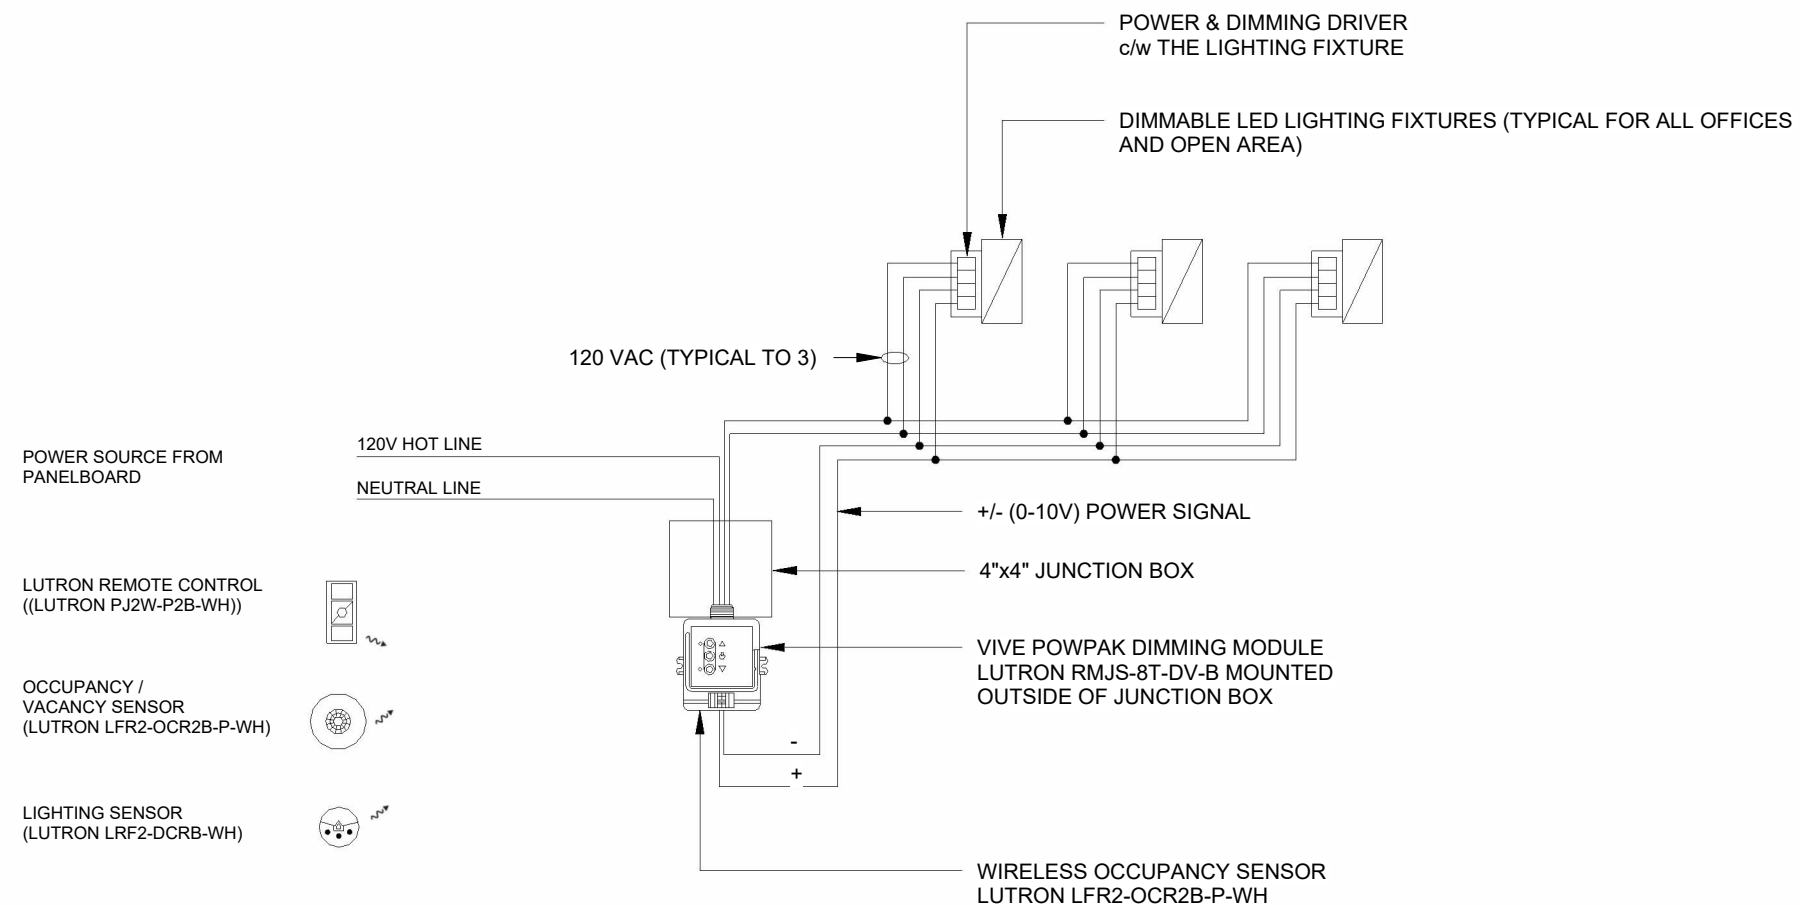 POWER & DIMMING DRIVER
c/w THE LIGHTING FIXTURE
DIMMABLE LED LIGHTING FIXTURES (TYPICAL FOR ALL OFFICES
AND OPEN AREA)
120 VAC (TYPICAL TO 3)
POWER SOURCE FROM
PANELBOARD
120V HOT LINE
NEUTRAL LINE
+/- (0-10V) POWER SIGNAL
4"x4" JUNCTION BOX
LUTRON REMOTE CONTROL
((LUTRON PJ2W-P2B-WH))
VIVE POWPAK DIMMING MODULE
LUTRON RMJS-8T-DV-B MOUNTED
OUTSIDE OF JUNCTION BOX
OCCUPANCY /
VACANCY SENSOR
(LUTRON LFR2-OCR2B-P-WH)
-
+
LIGHTING SENSOR
(LUTRON LRF2-DCRB-WH)
WIRELESS OCCUPANCY SENSOR
LUTRON LFR2-OCR2B-P-WH